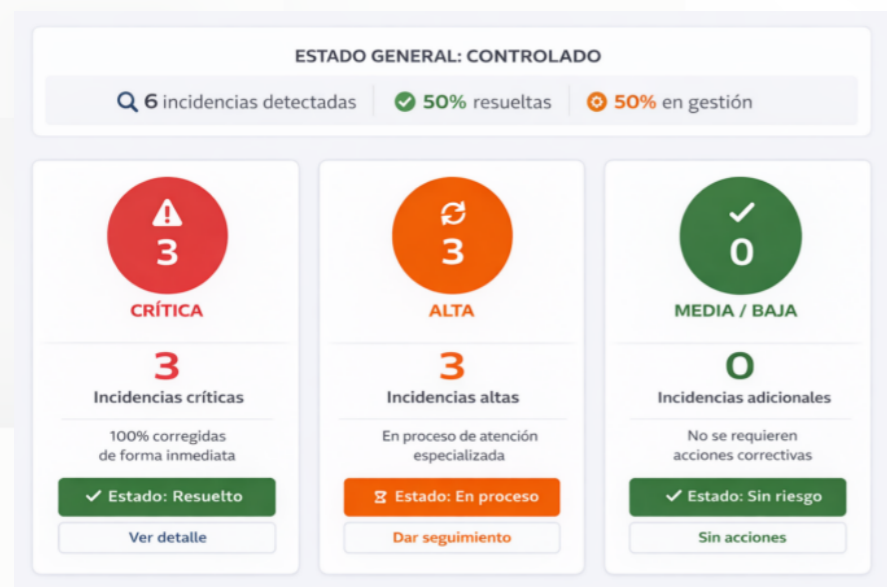 ESTADO GENERAL: CONTROLADO
6 incidencias detectadas
50% resueltas
50% en gestión
3
CRÍTICA
3
Incidencias críticas
100% corregidas
de forma inmediata
Estado: Resuelto
Ver detalle
3
ALTA
3
Incidencias altas
En proceso de atención
especializada
Estado: En proceso
Dar seguimiento
0
MEDIA / BAJA
0
Incidencias adicionales
No se requieren
acciones correctivas
Estado: Sin riesgo
Sin acciones